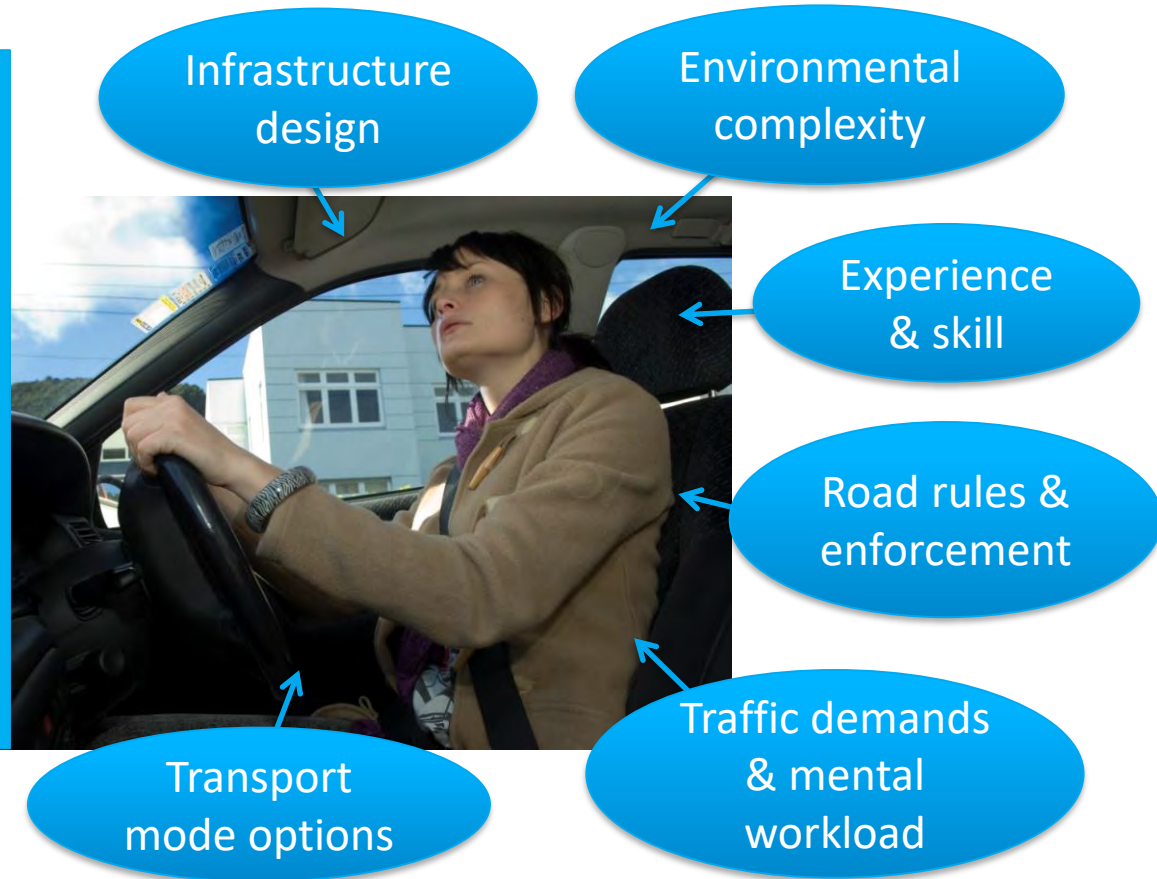 Infrastructure
design
Environmental
complexity
Experience
& skill
Road rules &
enforcement
Traffic demands
& mental
workload
Transport
mode options